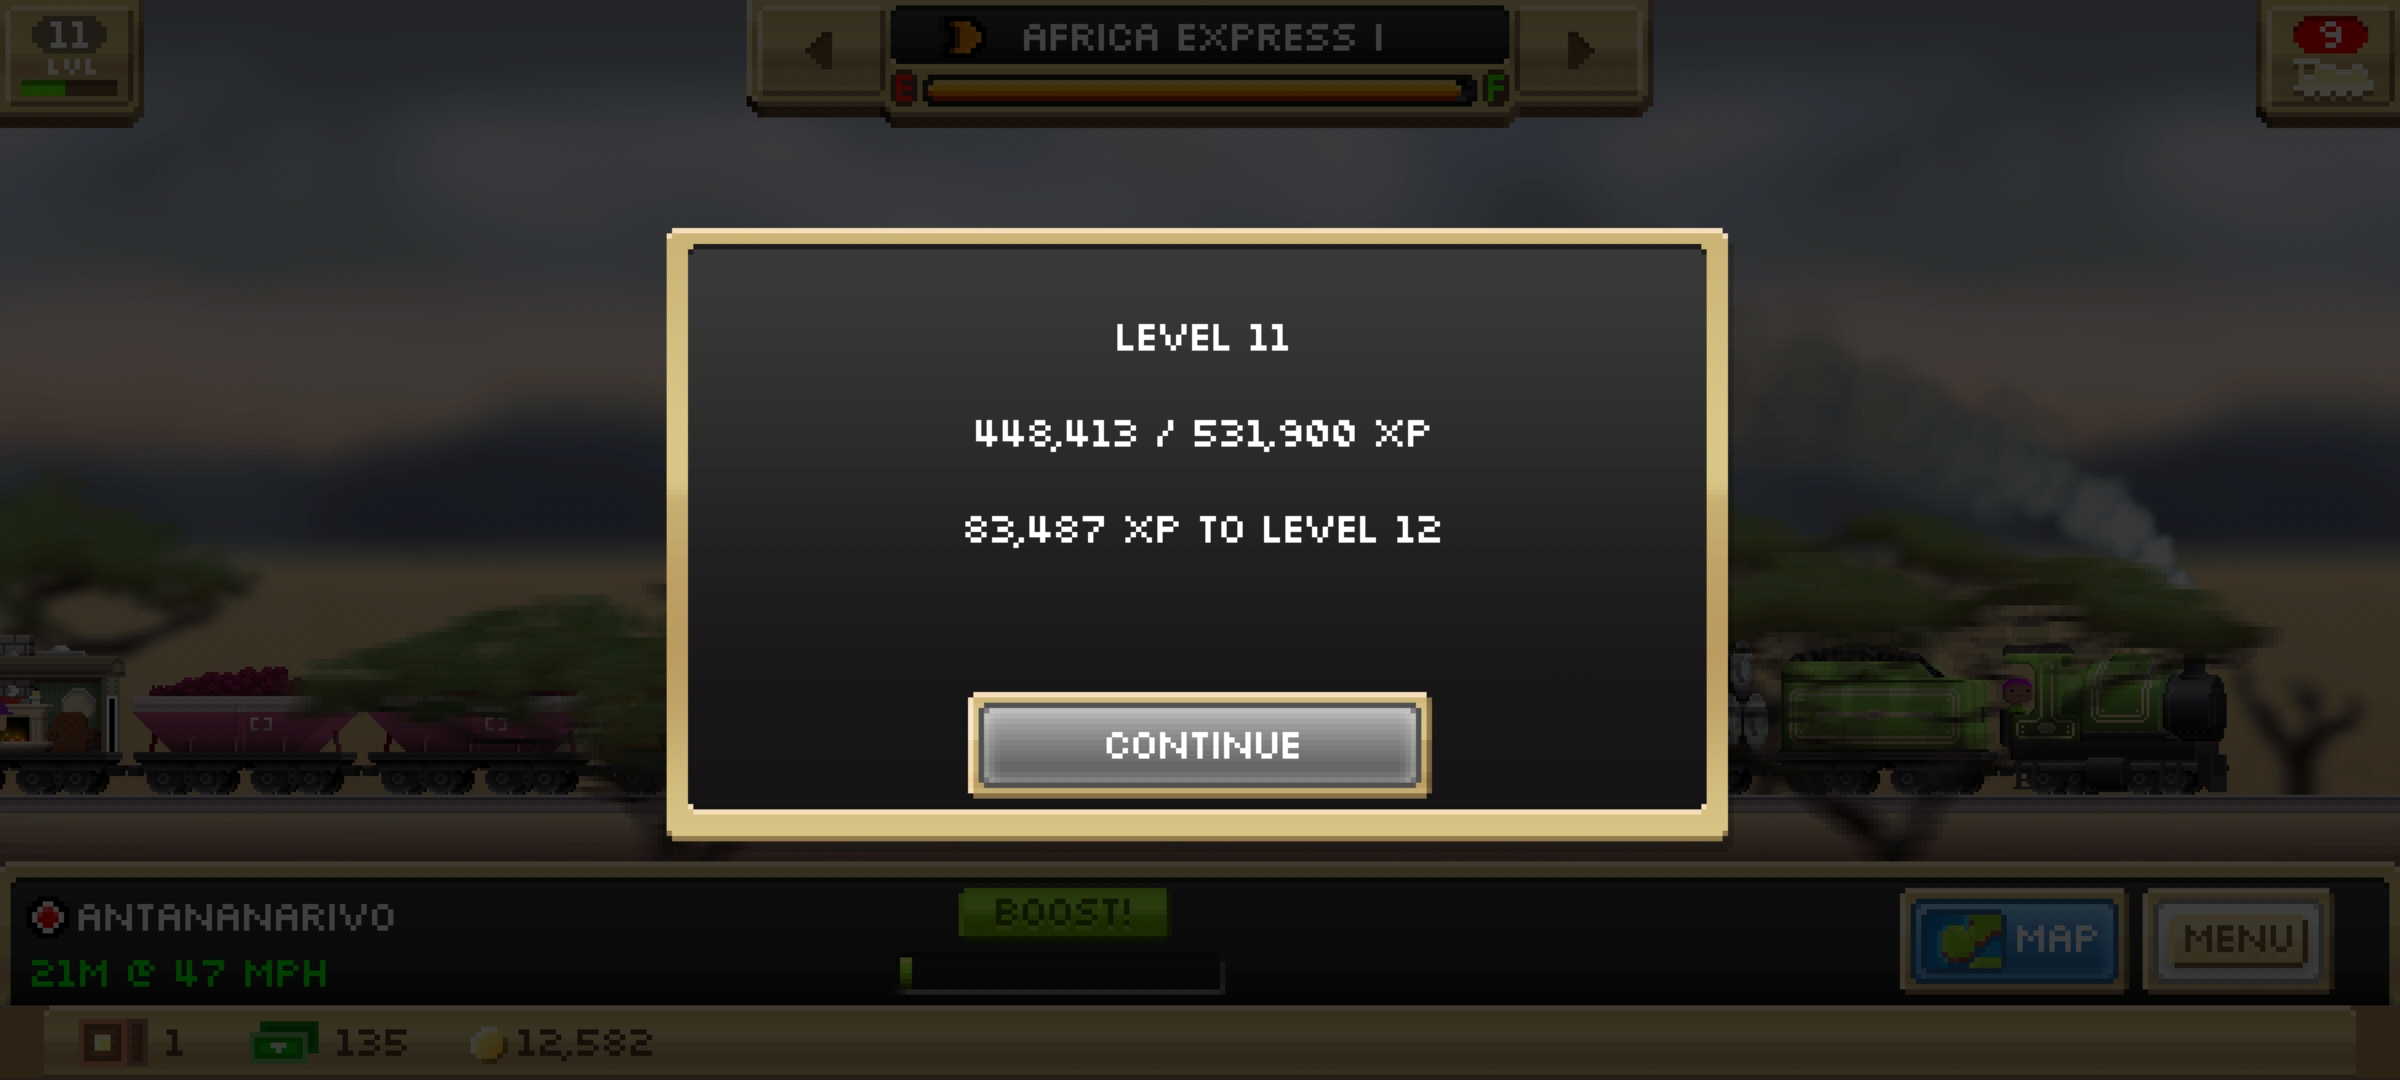 11
LVL
AFRICA EXPRESS I
E
F
9
LEVEL 11
448,413 / 531,900 XP
83,487 XP TO LEVEL 12
CONTINUE
ANTANANARIVO
21M @ 47 MPH
BOOST!
MAP
MENU
1
135
12,582